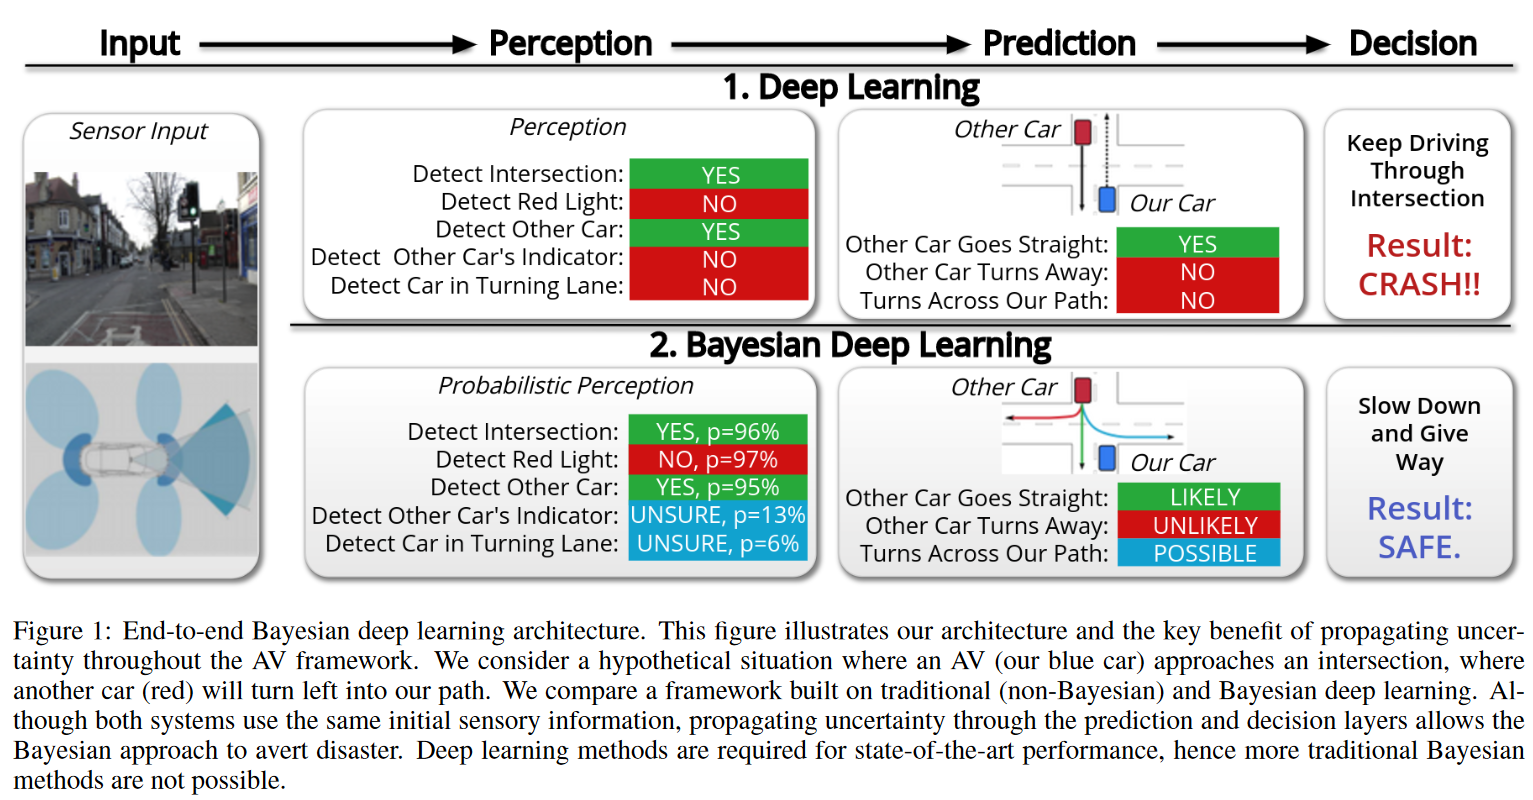 Input Perception Prediction Decision
1. Deep Learning
Sensor Input
Perception
Detect Intersection: YES
Detect Red Light: NO
Detect Other Car: YES
Detect Other Car's Indicator: NO
Detect Car in Turning Lane: NO
Other Car
Our Car
Other Car Goes Straight: YES
Other Car Turns Away: NO
Turns Across Our Path: NO
Keep Driving
Through
Intersection
Result:
CRASH!!
2. Bayesian Deep Learning
Probabilistic Perception
Detect Intersection: YES, p=96%
Detect Red Light: NO, p=97%
Detect Other Car: YES, p=95%
Detect Other Car's Indicator: UNSURE, p=13%
Detect Car in Turning Lane: UNSURE, p=6%
Other Car
Our Car
Other Car Goes Straight: LIKELY
Other Car Turns Away: UNLIKELY
Turns Across Our Path: POSSIBLE
Slow Down
and Give
Way
Result:
SAFE.
Figure 1: End-to-end Bayesian deep learning architecture. This figure illustrates our architecture and the key benefit of propagating uncer-
tainty throughout the AV framework. We consider a hypothetical situation where an AV (our blue car) approaches an intersection, where
another car (red) will turn left into our path. We compare a framework built on traditional (non-Bayesian) and Bayesian deep learning. Al-
though both systems use the same initial sensory information, propagating uncertainty through the prediction and decision layers allows the
Bayesian approach to avert disaster. Deep learning methods are required for state-of-the-art performance, hence more traditional Bayesian
methods are not possible.